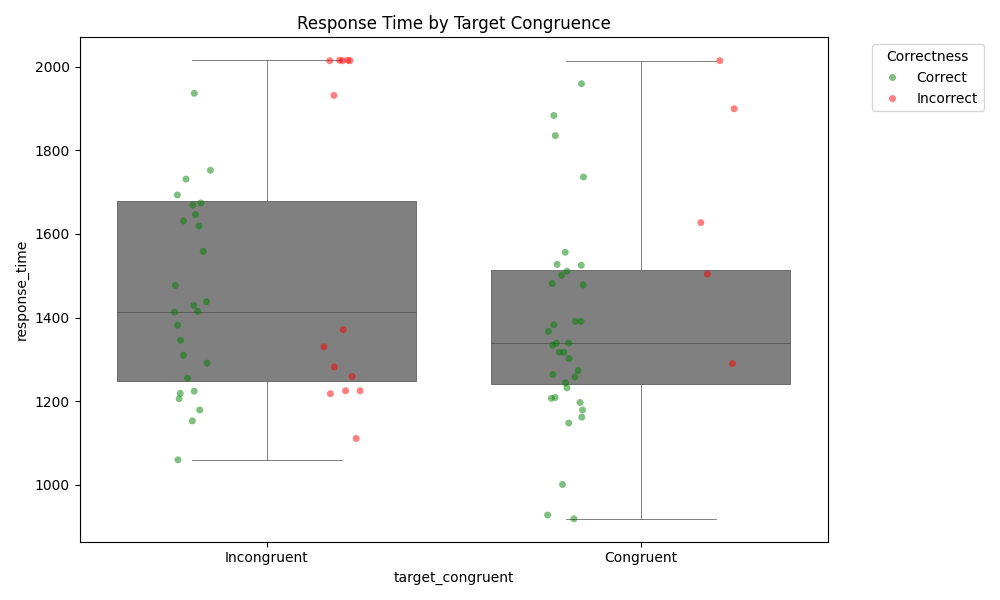 Response Time by Target Congruence
Correctness
Correct
Incorrect
2000
1800
1600
1400
1200
1000
response_time
Incongruent
Congruent
target_congruent